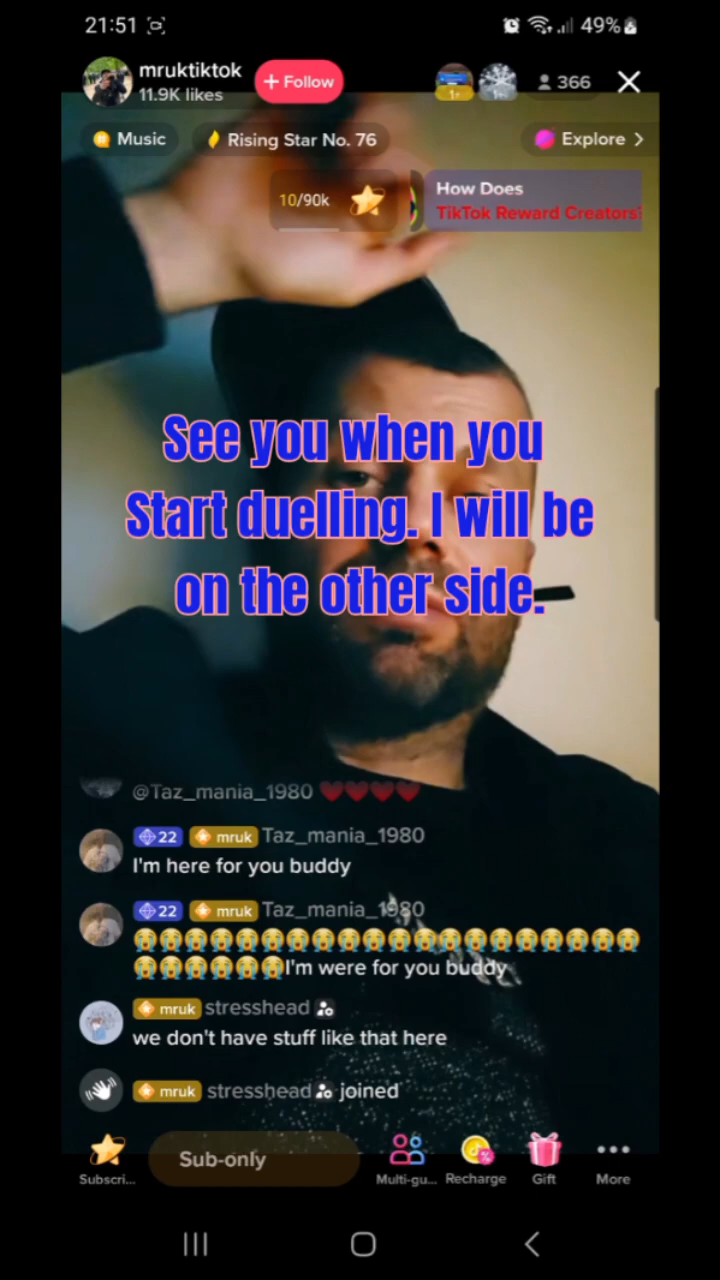 21:51
49%
mruktiktok
11.9K likes
+ Follow
1+
1+
366
Music
Rising Star No. 76
Explore >
10/90k
How Does
TikTok Reward Creators?
See you when you
Start duelling. I will be
on the other side.
@Taz_mania_1980 ❤❤❤❤
22 mruk Taz_mania_1980
I'm here for you buddy
22 mruk Taz_mania_1980
😭😭😭😭😭😭😭😭😭😭😭😭😭😭😭😭😭😭😭😭
😭😭😭😭😭😭I'm were for you buddy
mruk stresshead
we don't have stuff like that here
mruk stresshead joined
Subscri...
Sub-only
Multi-gu...
Recharge
Gift
More